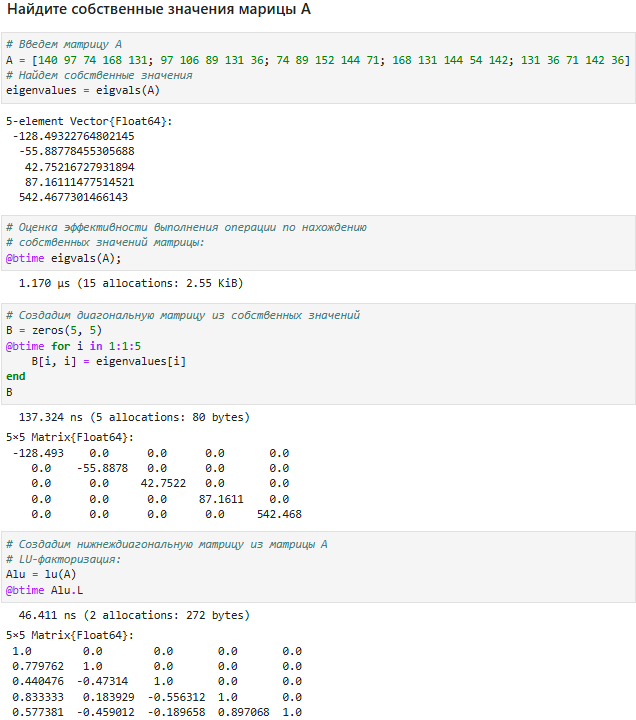 Найдите собственные значения марицы A
# Введем матрицу A
A = [140 97 74 168 131; 97 106 89 131 36; 74 89 152 144 71; 168 131 144 54 142; 131 36 71 142 36]
# Найдем собственные значения
eigenvalues = eigvals(A)
5-element Vector{Float64}:
-128.49322764802145
-55.88778455305688
42.75216727931894
87.16111477514521
542.4677301466143
# Оценка эффективности выполнения операции по нахождению
# собственных значений матрицы:
@btime eigvals(A);
1.170 μs (15 allocations: 2.55 KiB)
# Создадим диагональную матрицу из собственных значений
B = zeros(5, 5)
@btime for i in 1:1:5
B[i, i] = eigenvalues[i]
end
B
137.324 ns (5 allocations: 80 bytes)
5×5 Matrix{Float64}:
-128.493 0.0 0.0 0.0 0.0
0.0 -55.8878 0.0 0.0 0.0
0.0 0.0 42.7522 0.0 0.0
0.0 0.0 0.0 87.1611 0.0
0.0 0.0 0.0 0.0 542.468
# Создадим нижнедиагональную матрицу из матрицы A
# LU-факторизация:
Alu = lu(A)
@btime Alu.L
46.411 ns (2 allocations: 272 bytes)
5×5 Matrix{Float64}:
1.0 0.0 0.0 0.0 0.0
0.779762 1.0 0.0 0.0 0.0
0.440476 -0.47314 1.0 0.0 0.0
0.833333 0.183929 -0.556312 1.0 0.0
0.577381 -0.459012 -0.189658 0.897068 1.0